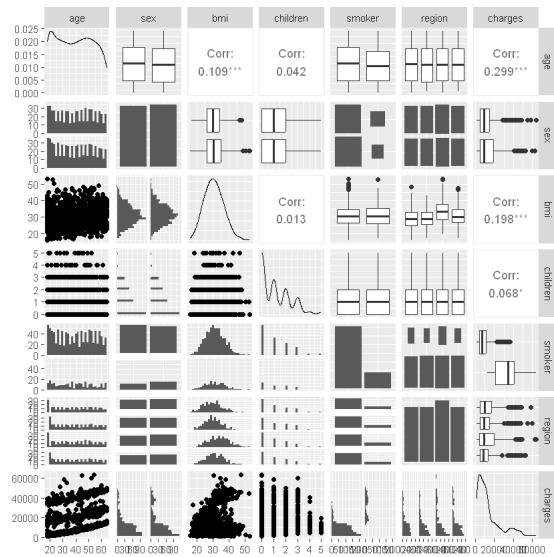 age sex bmi children smoker region charges
0.025
0.020
0.015
0.010
0.005
0.000
Corr:
0.109***
Corr:
0.042
Corr:
0.299***
age
30
20
10
0
30
20
10
0
sex
50
40
30
20
Corr:
0.013
Corr:
0.198***
bmi
5
4
3
2
1
0
Corr:
0.068*
children
40
20
0
40
20
0
smoker
region
60000
40000
20000
0
charges
20 30 40 50 60
20 30 40 50
0 1 2 3 4 5